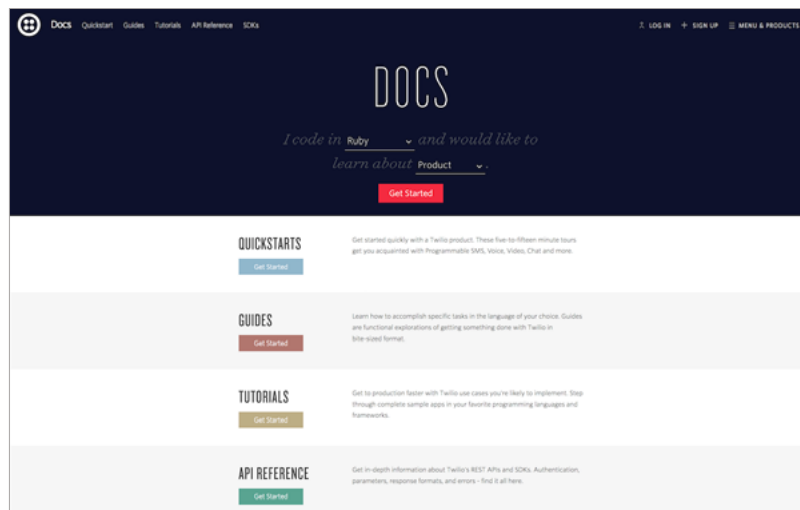 Docs Quickstart Guides Tutorials API Reference SDKs LOG IN SIGN UP MENU & PRODUCTS
DOCS
I code in Ruby and would like to
learn about Product .
Get Started
QUICKSTARTS
Get Started
Get started quickly with a Twilio product. These five-to-fifteen minute tours
get you acquainted with Programmable SMS, Voice, Video, Chat and more.
GUIDES
Get Started
Learn how to accomplish specific tasks in the language of your choice. Guides
are functional explorations of getting something done with Twilio in
bite-sized format.
TUTORIALS
Get Started
Get to production faster with Twilio use cases you're likely to implement. Step
through complete sample apps in your favorite programming languages and
frameworks.
API REFERENCE
Get Started
Get in-depth information about Twilio's REST APIs and SDKs. Authentication,
parameters, response formats, and errors - find it all here.